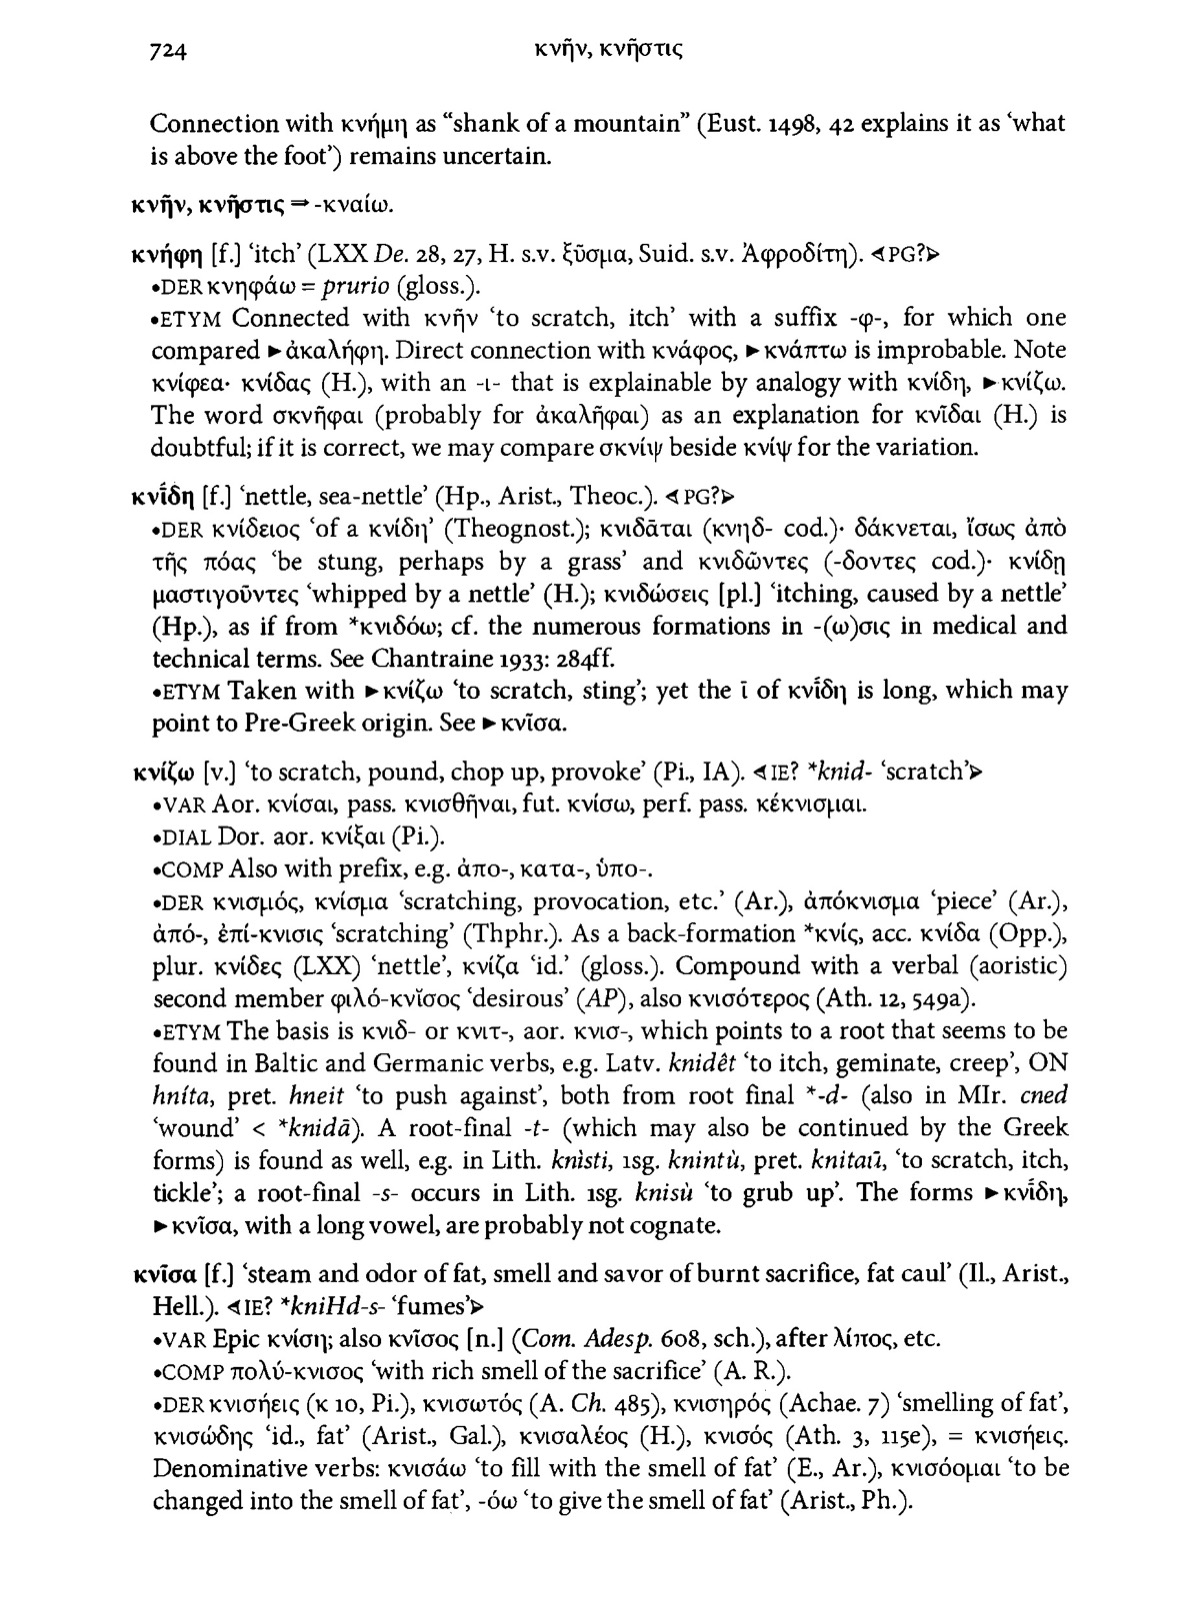 724 κνῆν, κνῆστις
Connection with κνήμη as “shank of a mountain” (Eust. 1498, 42 explains it as ‘what
is above the foot’) remains uncertain.
κνῆν, κνῆστις ⇒ -κναίω.
κνήφη [f.] ‘itch’ (LXX De. 28, 27, H. s.v. ξῦσμα, Suid. s.v. Ἀφροδίτη). ⋖PG?⋗
•DER κνηφάω = prurio (gloss.).
•ETYM Connected with κνῆν ‘to scratch, itch’ with a suffix -φ-, for which one
compared ►ἀκαλήφη. Direct connection with κνάφος, ►κνάπτω is improbable. Note
κνίφεα· κνίδας (H.), with an -ι- that is explainable by analogy with κνίδη, ►κνίζω.
The word σκνῆφαι (probably for ἀκαλῆφαι) as an explanation for κνῖδαι (H.) is
doubtful; if it is correct, we may compare σκνίψ beside κνίψ for the variation.
κνῑ́δη [f.] ‘nettle, sea-nettle’ (Hp., Arist., Theoc.). ⋖PG?⋗
•DER κνίδειος ‘of a κνίδη’ (Theognost.); κνιδᾶται (κνηδ- cod.)· δάκνεται, ἴσως ἀπὸ
τῆς πόας ‘be stung, perhaps by a grass’ and κνιδῶντες (-δοντες cod.)· κνίδῃ
μαστιγοῦντες ‘whipped by a nettle’ (H.); κνιδώσεις [pl.] ‘itching, caused by a nettle’
(Hp.), as if from *κνιδόω; cf. the numerous formations in -(ω)σις in medical and
technical terms. See Chantraine 1933: 284ff.
•ETYM Taken with ►κνίζω ‘to scratch, sting’; yet the ῑ of κνῑ́δη is long, which may
point to Pre-Greek origin. See ►κνῖσα.
κνίζω [v.] ‘to scratch, pound, chop up, provoke’ (Pi., IA). ⋖IE? *knid- ‘scratch’⋗
•VAR Aor. κνίσαι, pass. κνισθῆναι, fut. κνίσω, perf. pass. κέκνισμαι.
•DIAL Dor. aor. κνίξαι (Pi.).
•COMP Also with prefix, e.g. ἀπο-, κατα-, ὑπο-.
•DER κνισμός, κνίσμα ‘scratching, provocation, etc.’ (Ar.), ἀπόκνισμα ‘piece’ (Ar.),
ἀπό-, ἐπί-κνισις ‘scratching’ (Thphr.). As a back-formation *κνίς, acc. κνίδα (Opp.),
plur. κνίδες (LXX) ‘nettle’, κνίζα ‘id.’ (gloss.). Compound with a verbal (aoristic)
second member φιλό-κνῐσος ‘desirous’ (AP), also κνισότερος (Ath. 12, 549a).
•ETYM The basis is κνιδ- or κνιτ-, aor. κνισ-, which points to a root that seems to be
found in Baltic and Germanic verbs, e.g. Latv. knidêt ‘to itch, geminate, creep’, ON
hníta, pret. hneit ‘to push against’, both from root final *-d- (also in MIr. cned
‘wound’ < *knidā). A root-final -t- (which may also be continued by the Greek
forms) is found as well, e.g. in Lith. knìsti, 1sg. knintù, pret. knitaũ, ‘to scratch, itch,
tickle’; a root-final -s- occurs in Lith. 1sg. knisù ‘to grub up’. The forms ►κνῑ́δη,
►κνῖσα, with a long vowel, are probably not cognate.
κνῖσα [f.] ‘steam and odor of fat, smell and savor of burnt sacrifice, fat caul’ (Il., Arist.,
Hell.). ⋖IE? *kniHd-s- ‘fumes’⋗
•VAR Epic κνίση; also κνῖσος [n.] (Com. Adesp. 608, sch.), after λίπος, etc.
•COMP πολύ-κνισος ‘with rich smell of the sacrifice’ (A. R.).
•DER κνισήεις (κ 10, Pi.), κνισωτός (A. Ch. 485), κνισηρός (Achae. 7) ‘smelling of fat’,
κνισώδης ‘id., fat’ (Arist., Gal.), κνισαλέος (H.), κνισός (Ath. 3, 115e), = κνισήεις.
Denominative verbs: κνισάω ‘to fill with the smell of fat’ (E., Ar.), κνισόομαι ‘to be
changed into the smell of fat’, -όω ‘to give the smell of fat’ (Arist., Ph.).